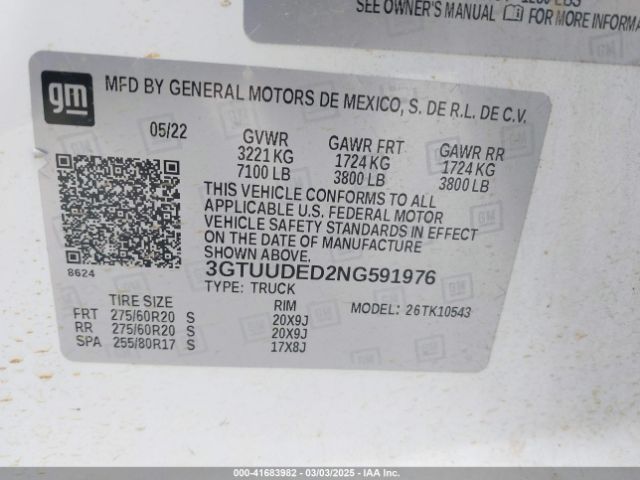 SEE OWNER'S MANUAL FOR MORE INFORMA
gm
MFD BY GENERAL MOTORS DE MEXICO, S. DE R.L. DE C.V.
05/22 GVWR GAWR FRT GAWR RR
3221 KG 1724 KG 1724 KG
7100 LB 3800 LB 3800 LB
THIS VEHICLE CONFORMS TO ALL
APPLICABLE U.S. FEDERAL MOTOR
VEHICLE SAFETY STANDARDS IN EFFECT
ON THE DATE OF MANUFACTURE
SHOWN ABOVE.
8624
3GTUUDED2NG591976
TYPE: TRUCK
TIRE SIZE RIM MODEL: 26TK10543
FRT 275/60R20 S 20X9J
RR 275/60R20 S 20X9J
SPA 255/80R17 S 17X8J
000-41683982 / 03/03/2025 / IAAI.COM